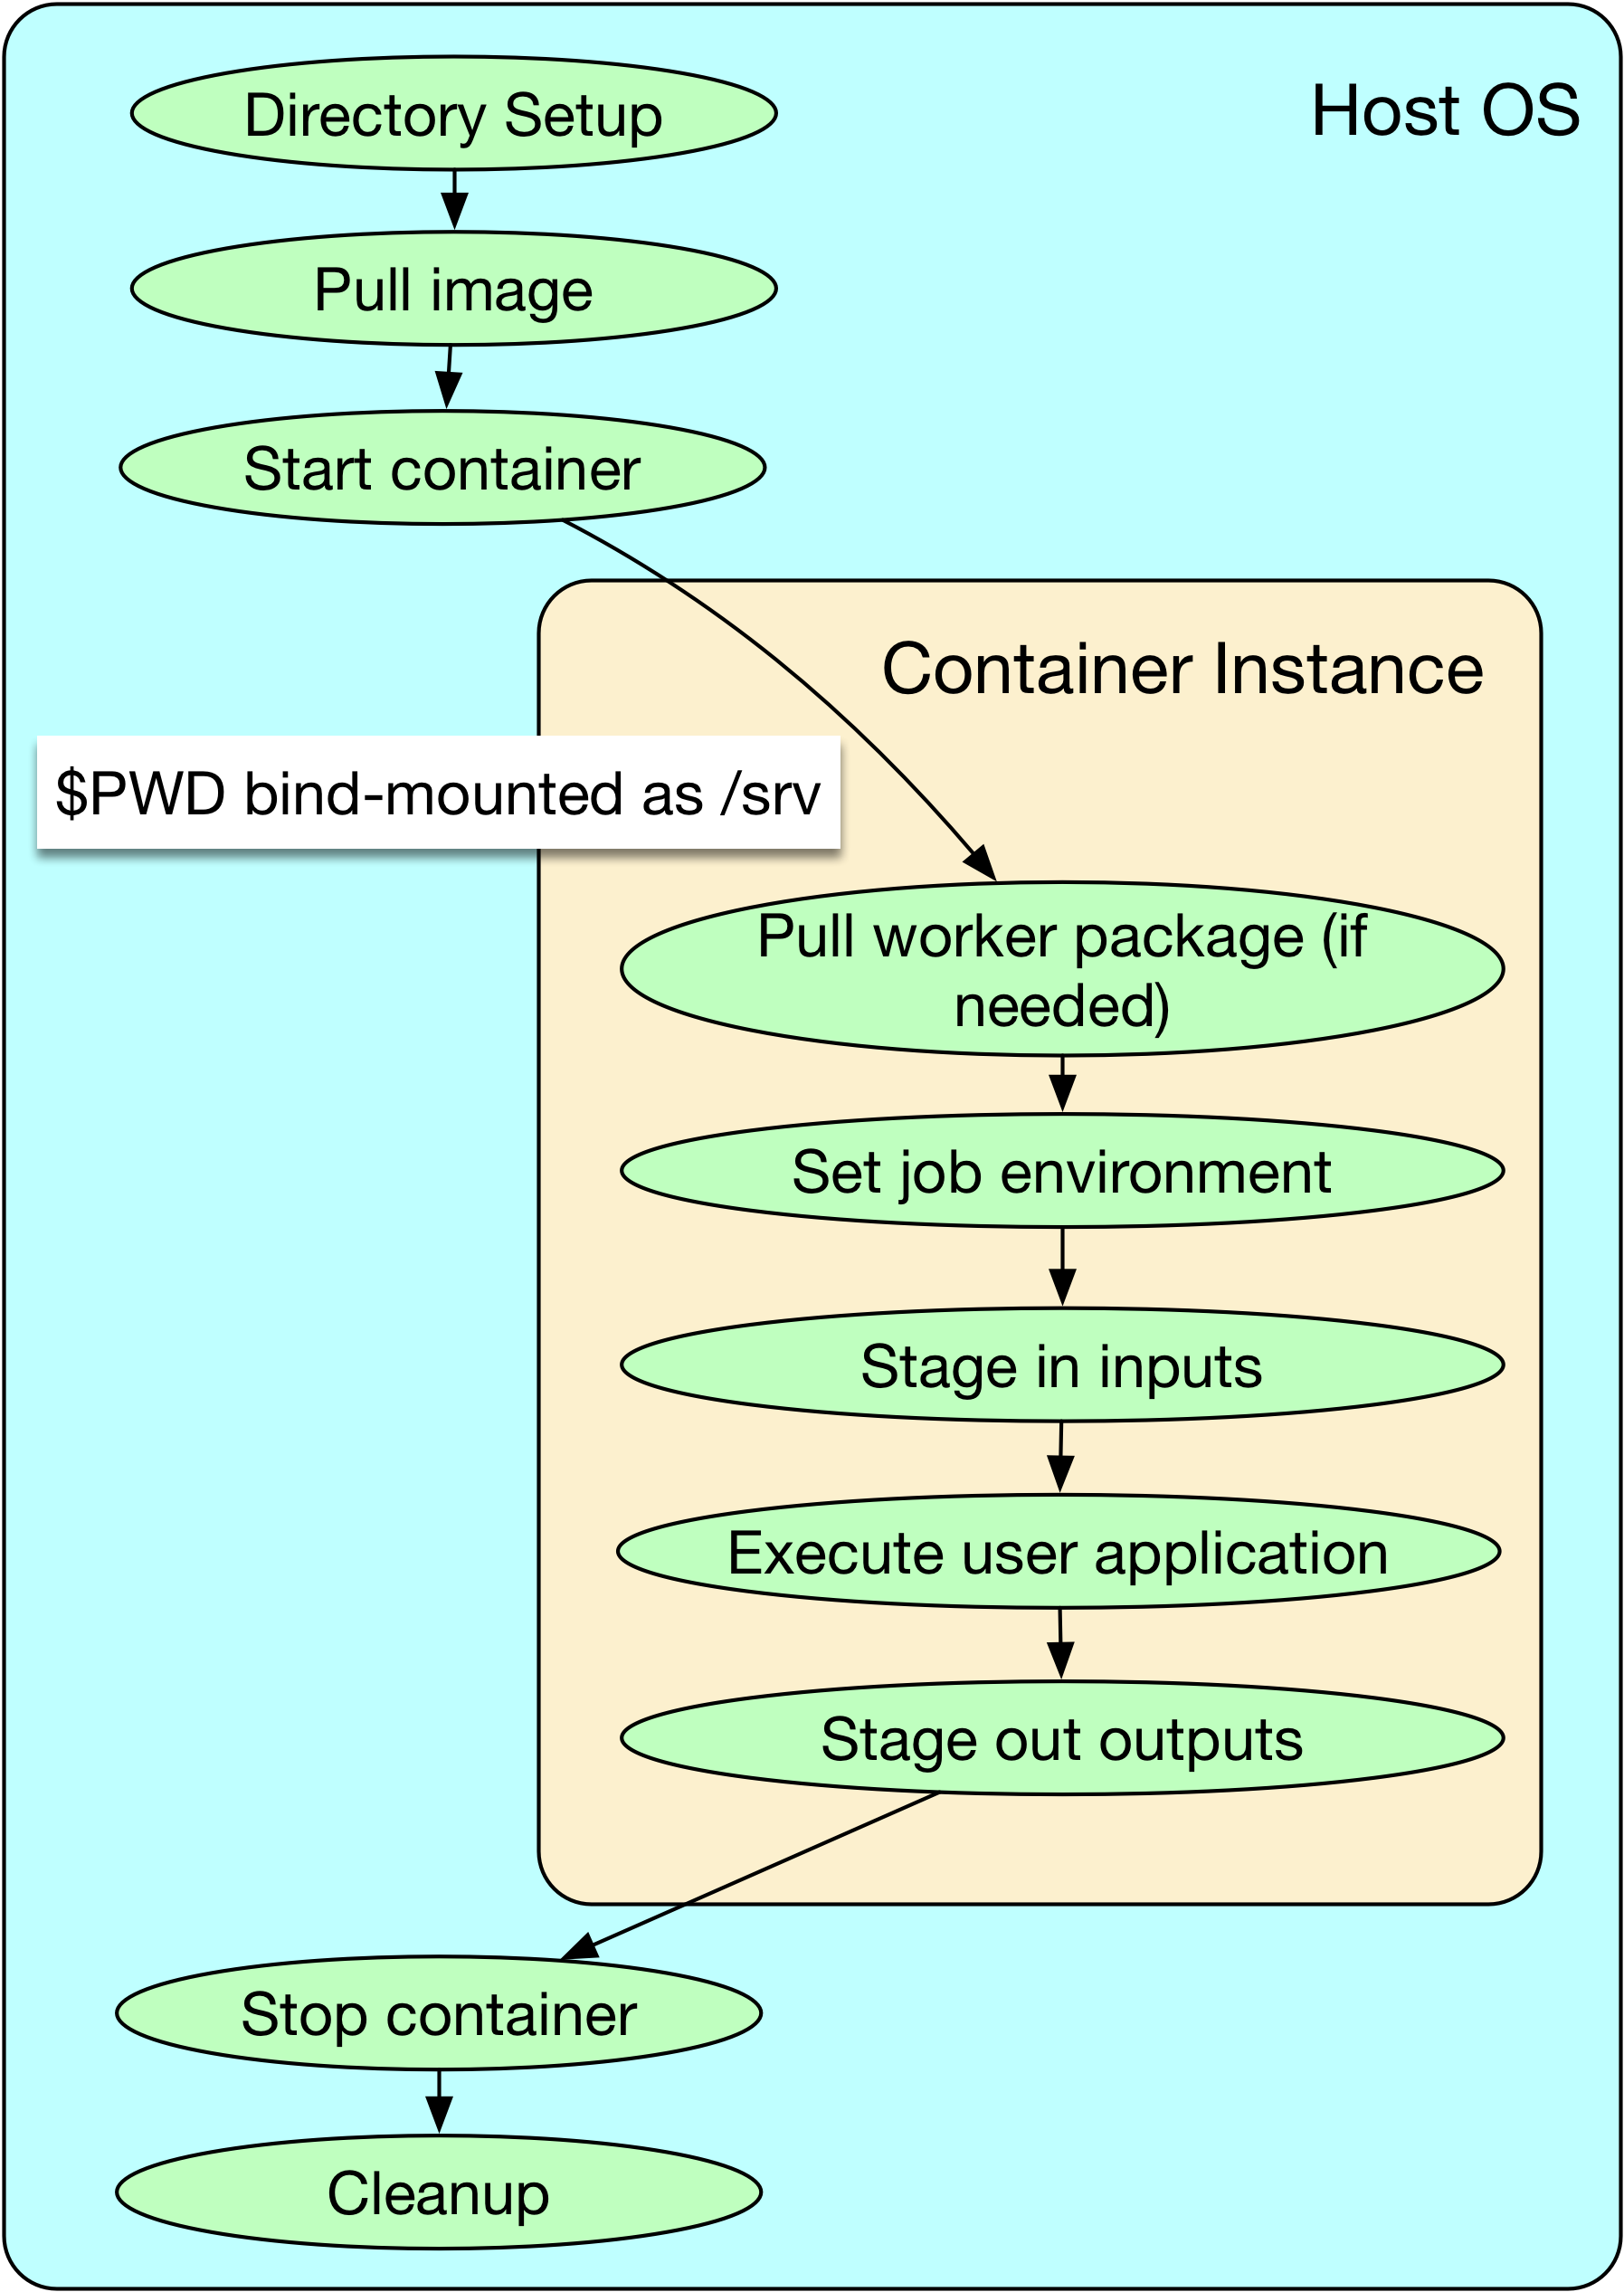 Host OS
Directory Setup
Pull image
Start container
Container Instance
$PWD bind-mounted as /srv
Pull worker package (if
needed)
Set job environment
Stage in inputs
Execute user application
Stage out outputs
Stop container
Cleanup